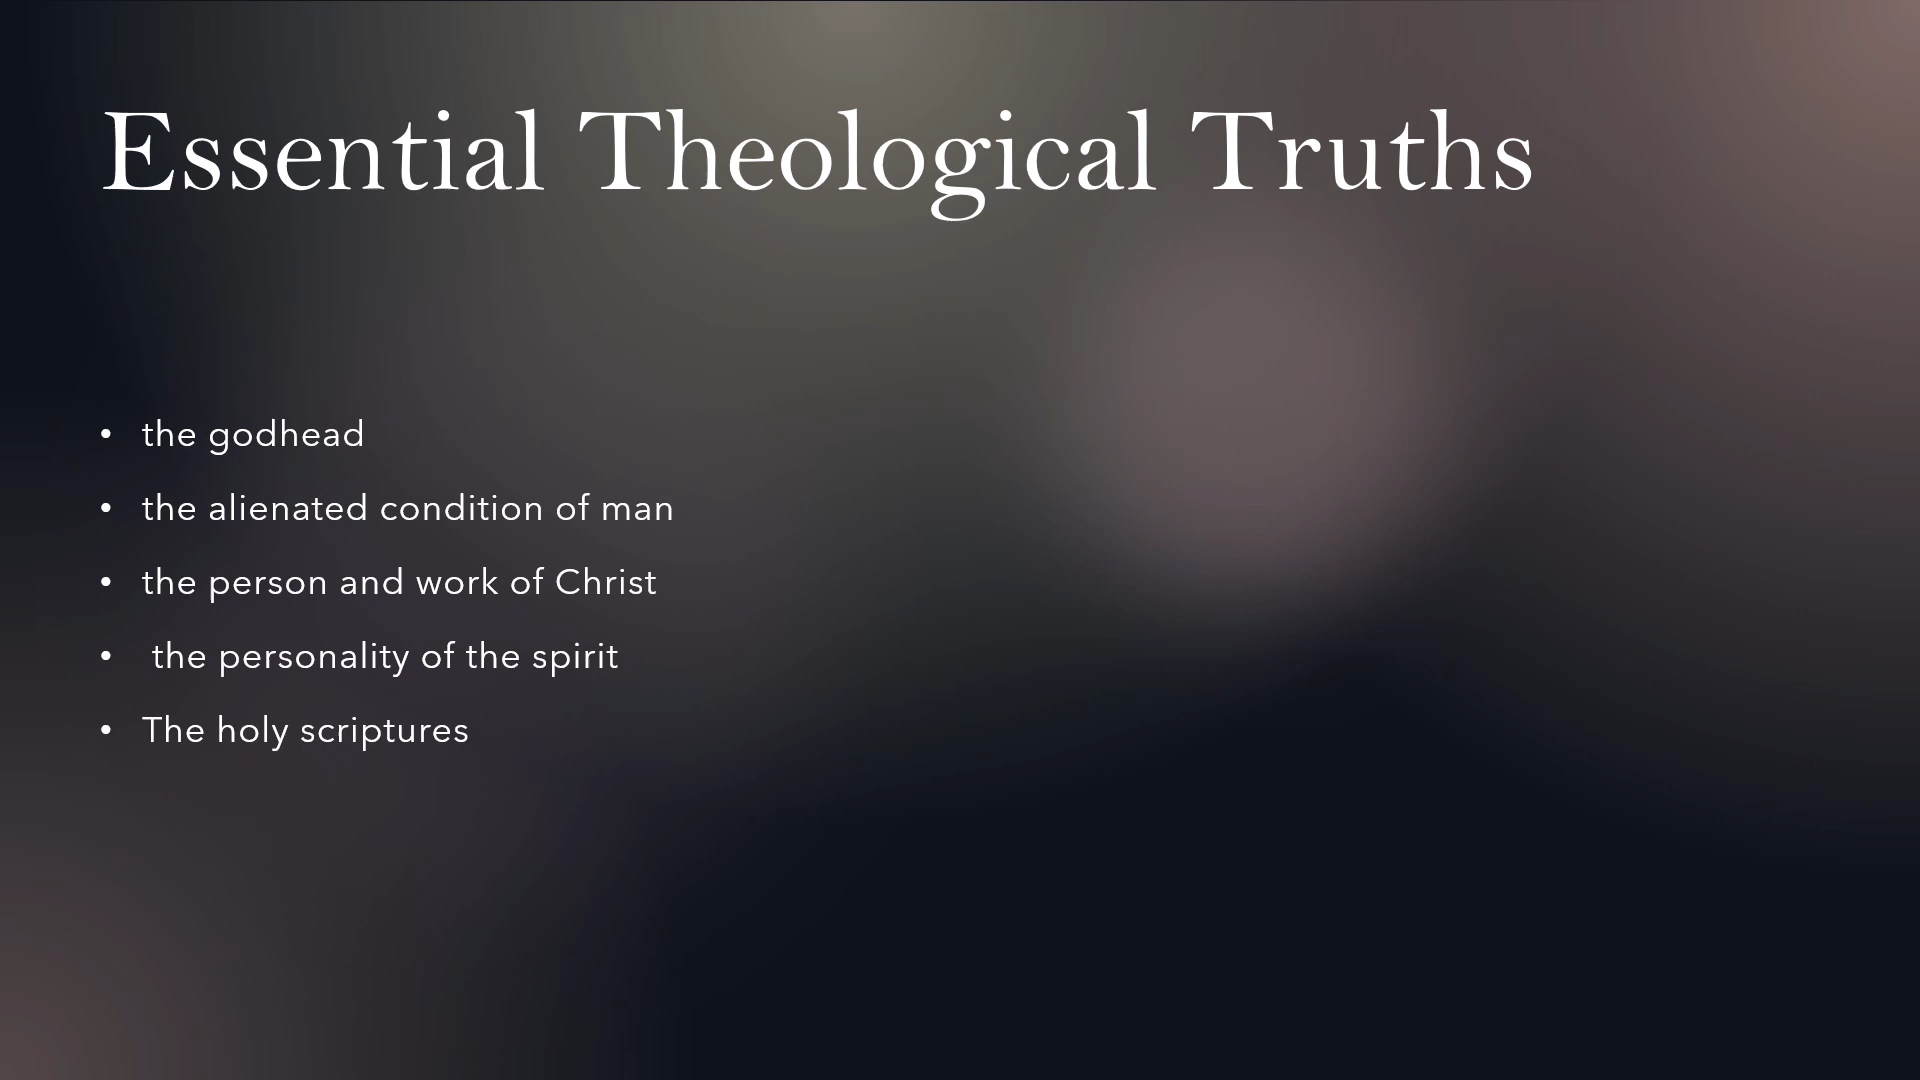 Essential Theological Truths
• the godhead
• the alienated condition of man
• the person and work of Christ
• the personality of the spirit
• The holy scriptures